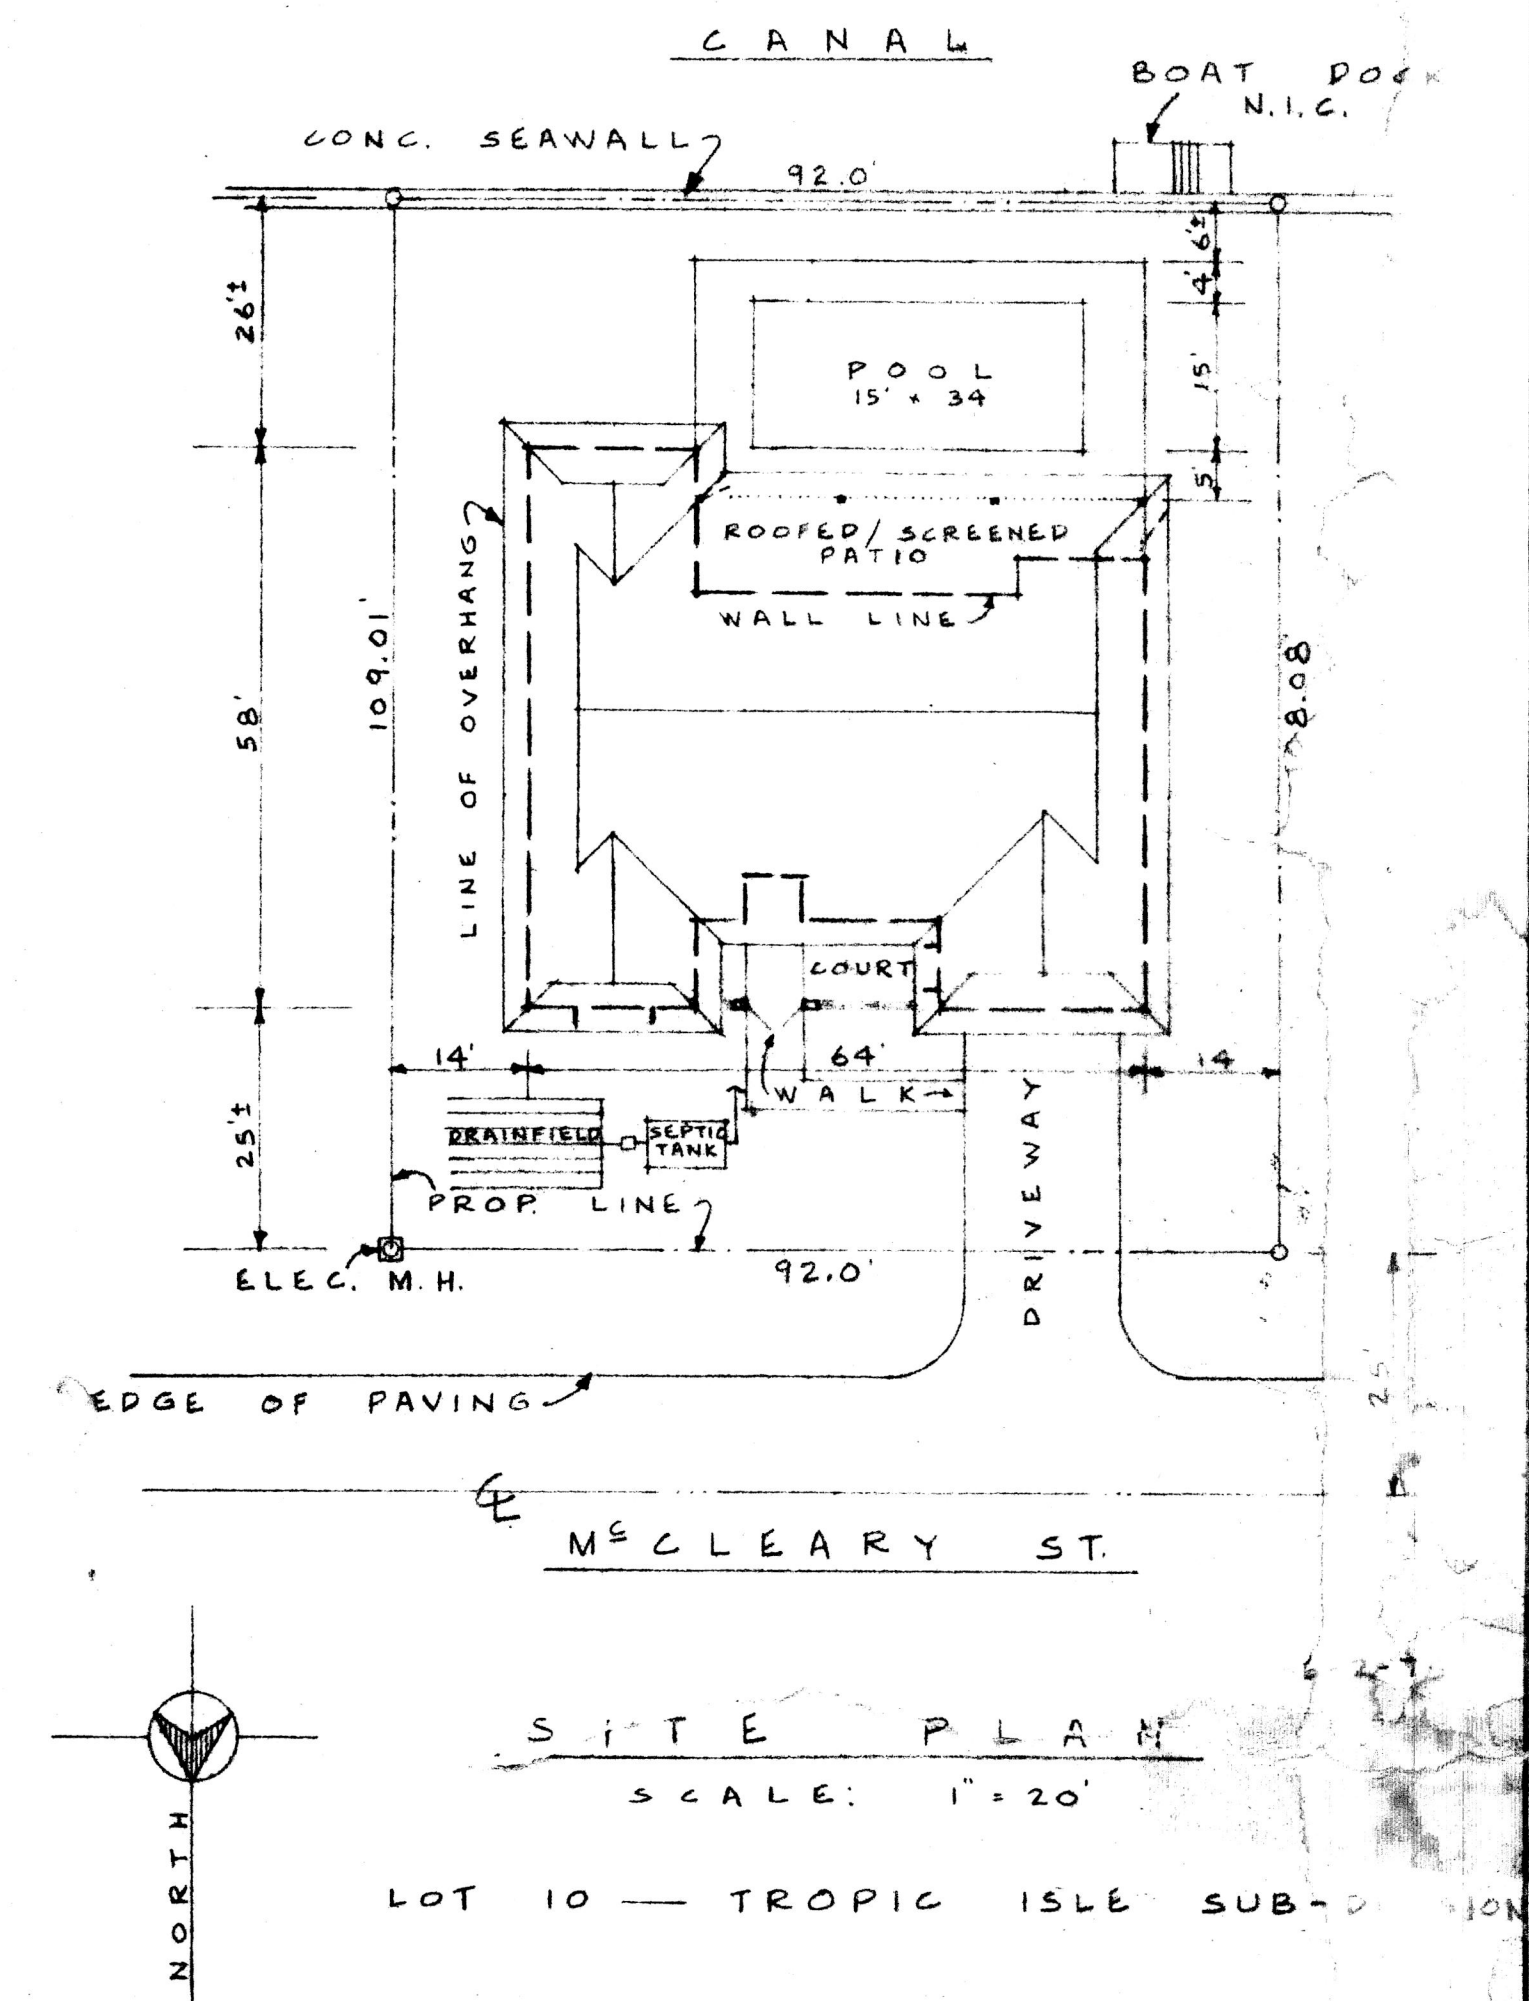 CANAL
BOAT DOCK
N.I.C.
CONC. SEAWALL
92.0'
6'±
4'
26'±
15'
POOL
15' x 34
5'
ROOFED/SCREENED
PATIO
WALL LINE
LINE OF OVERHANG
109.01'
58'
8.08'
COURT
14'
64'
14
WALK
DRAINFIELD
SEPTIC
TANK
DRIVEWAY
25'±
PROP. LINE
ELEC. M.H.
92.0'
EDGE OF PAVING
25'
℄
McCLEARY ST.
SiTE PLAN
SCALE: 1" = 20'
NORTH
LOT 10 — TROPIC ISLE SUB-